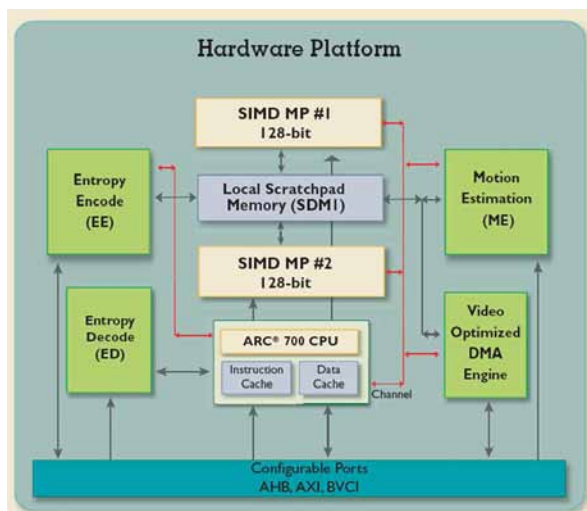 Hardware Platform
SIMD MP #1
128-bit
Entropy
Encode
(EE)
Local Scratchpad
Memory (SDM1)
Motion
Estimation
(ME)
SIMD MP #2
128-bit
Entropy
Decode
(ED)
ARC® 700 CPU
Instruction
Cache
Data
Cache
Channel
Video
Optimized
DMA
Engine
Configurable Ports
AHB, AXI, BVCI